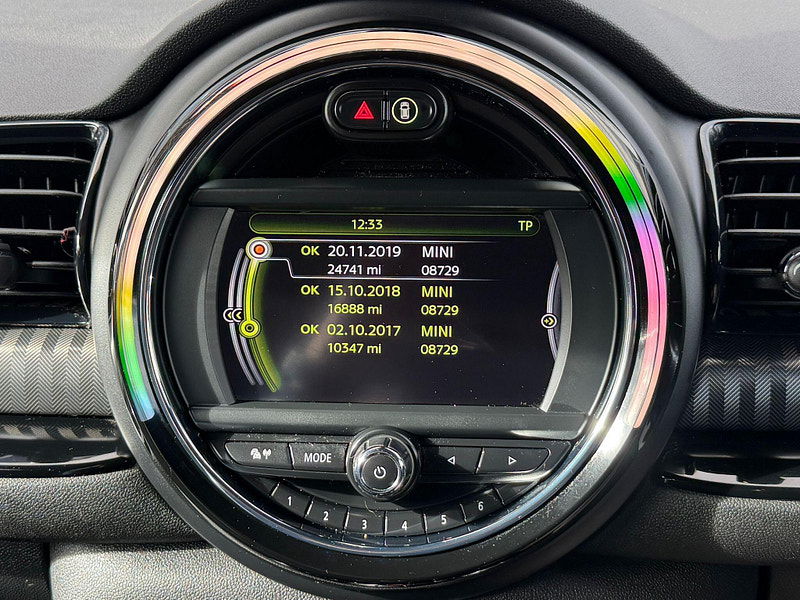 12:33 TP
OK 20.11.2019 MINI
24741 mi 08729
OK 15.10.2018 MINI
16888 mi 08729
OK 02.10.2017 MINI
10347 mi 08729
MODE
1 2 3 4 5 6